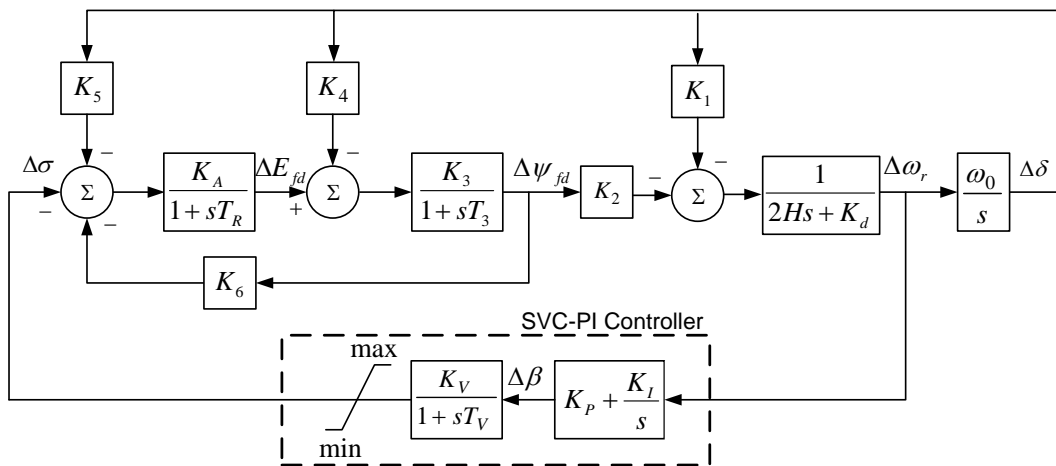 K₅
K₄
K₁
Δσ
−
−
−
Σ
K_A / (1 + sT_R)
ΔE_fd
+
−
Σ
K₃ / (1 + sT₃)
Δψ_fd
K₂
−
−
Σ
1 / (2Hs + K_d)
Δω_r
ω₀ / s
Δδ
K₆
SVC-PI Controller
max
min
K_V / (1 + sT_V)
Δβ
K_P + K_I / s